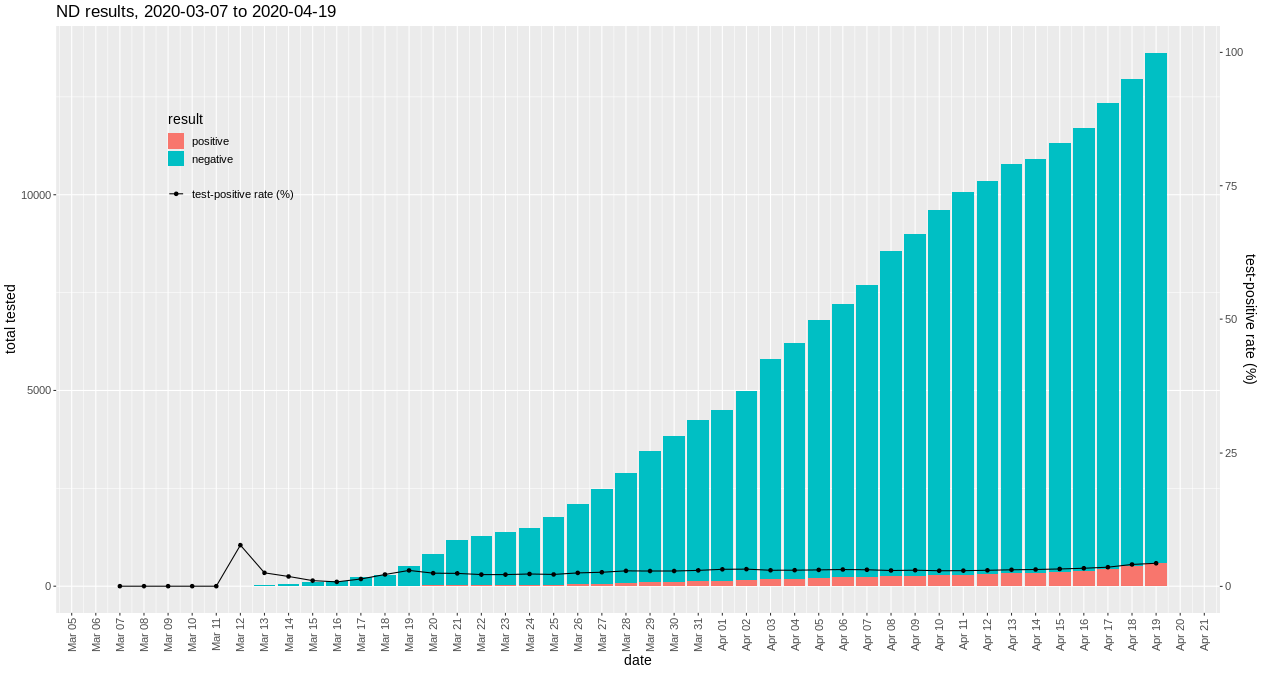 ND results, 2020-03-07 to 2020-04-19
result
positive
negative
test-positive rate (%)
total tested
10000
5000
0
100
75
50
25
0
test-positive rate (%)
Mar 05
Mar 06
Mar 07
Mar 08
Mar 09
Mar 10
Mar 11
Mar 12
Mar 13
Mar 14
Mar 15
Mar 16
Mar 17
Mar 18
Mar 19
Mar 20
Mar 21
Mar 22
Mar 23
Mar 24
Mar 25
Mar 26
Mar 27
Mar 28
Mar 29
Mar 30
Mar 31
Apr 01
Apr 02
Apr 03
Apr 04
Apr 05
Apr 06
Apr 07
Apr 08
Apr 09
Apr 10
Apr 11
Apr 12
Apr 13
Apr 14
Apr 15
Apr 16
Apr 17
Apr 18
Apr 19
Apr 20
Apr 21
date